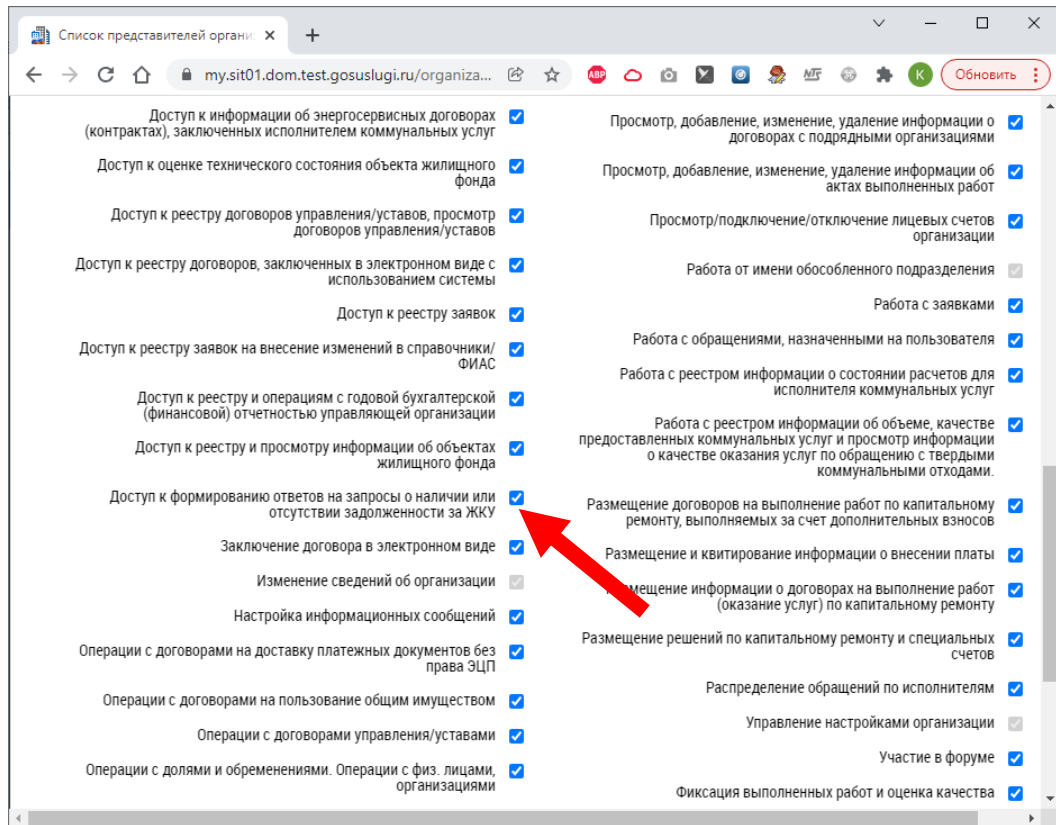 Список представителей органи
my.sit01.dom.test.gosuslugi.ru/organiza...
ABP
NTS
K
Обновить
Доступ к информации об энергосервисных договорах
(контрактах), заключенных исполнителем коммунальных услуг
Доступ к оценке технического состояния объекта жилищного
фонда
Доступ к реестру договоров управления/уставов, просмотр
договоров управления/уставов
Доступ к реестру договоров, заключенных в электронном виде с
использованием системы
Доступ к реестру заявок
Доступ к реестру заявок на внесение изменений в справочники/
ФИАС
Доступ к реестру и операциям с годовой бухгалтерской
(финансовой) отчетностью управляющей организации
Доступ к реестру и просмотру информации об объектах
жилищного фонда
Доступ к формированию ответов на запросы о наличии или
отсутствии задолженности за ЖКУ
Заключение договора в электронном виде
Изменение сведений об организации
Настройка информационных сообщений
Операции с договорами на доставку платежных документов без
права ЭЦП
Операции с договорами на пользование общим имуществом
Операции с договорами управления/уставами
Операции с долями и обременениями. Операции с физ. лицами,
организациями
Просмотр, добавление, изменение, удаление информации о
договорах с подрядными организациями
Просмотр, добавление, изменение, удаление информации об
актах выполненных работ
Просмотр/подключение/отключение лицевых счетов
организации
Работа от имени обособленного подразделения
Работа с заявками
Работа с обращениями, назначенными на пользователя
Работа с реестром информации о состоянии расчетов для
исполнителя коммунальных услуг
Работа с реестром информации об объеме, качестве
предоставленных коммунальных услуг и просмотр информации
о качестве оказания услуг по обращению с твердыми
коммунальными отходами.
Размещение договоров на выполнение работ по капитальному
ремонту, выполняемых за счет дополнительных взносов
Размещение и квитирование информации о внесении платы
мещение информации о договорах на выполнение работ
(оказание услуг) по капитальному ремонту
Размещение решений по капитальному ремонту и специальных
счетов
Распределение обращений по исполнителям
Управление настройками организации
Участие в форуме
Фиксация выполненных работ и оценка качества